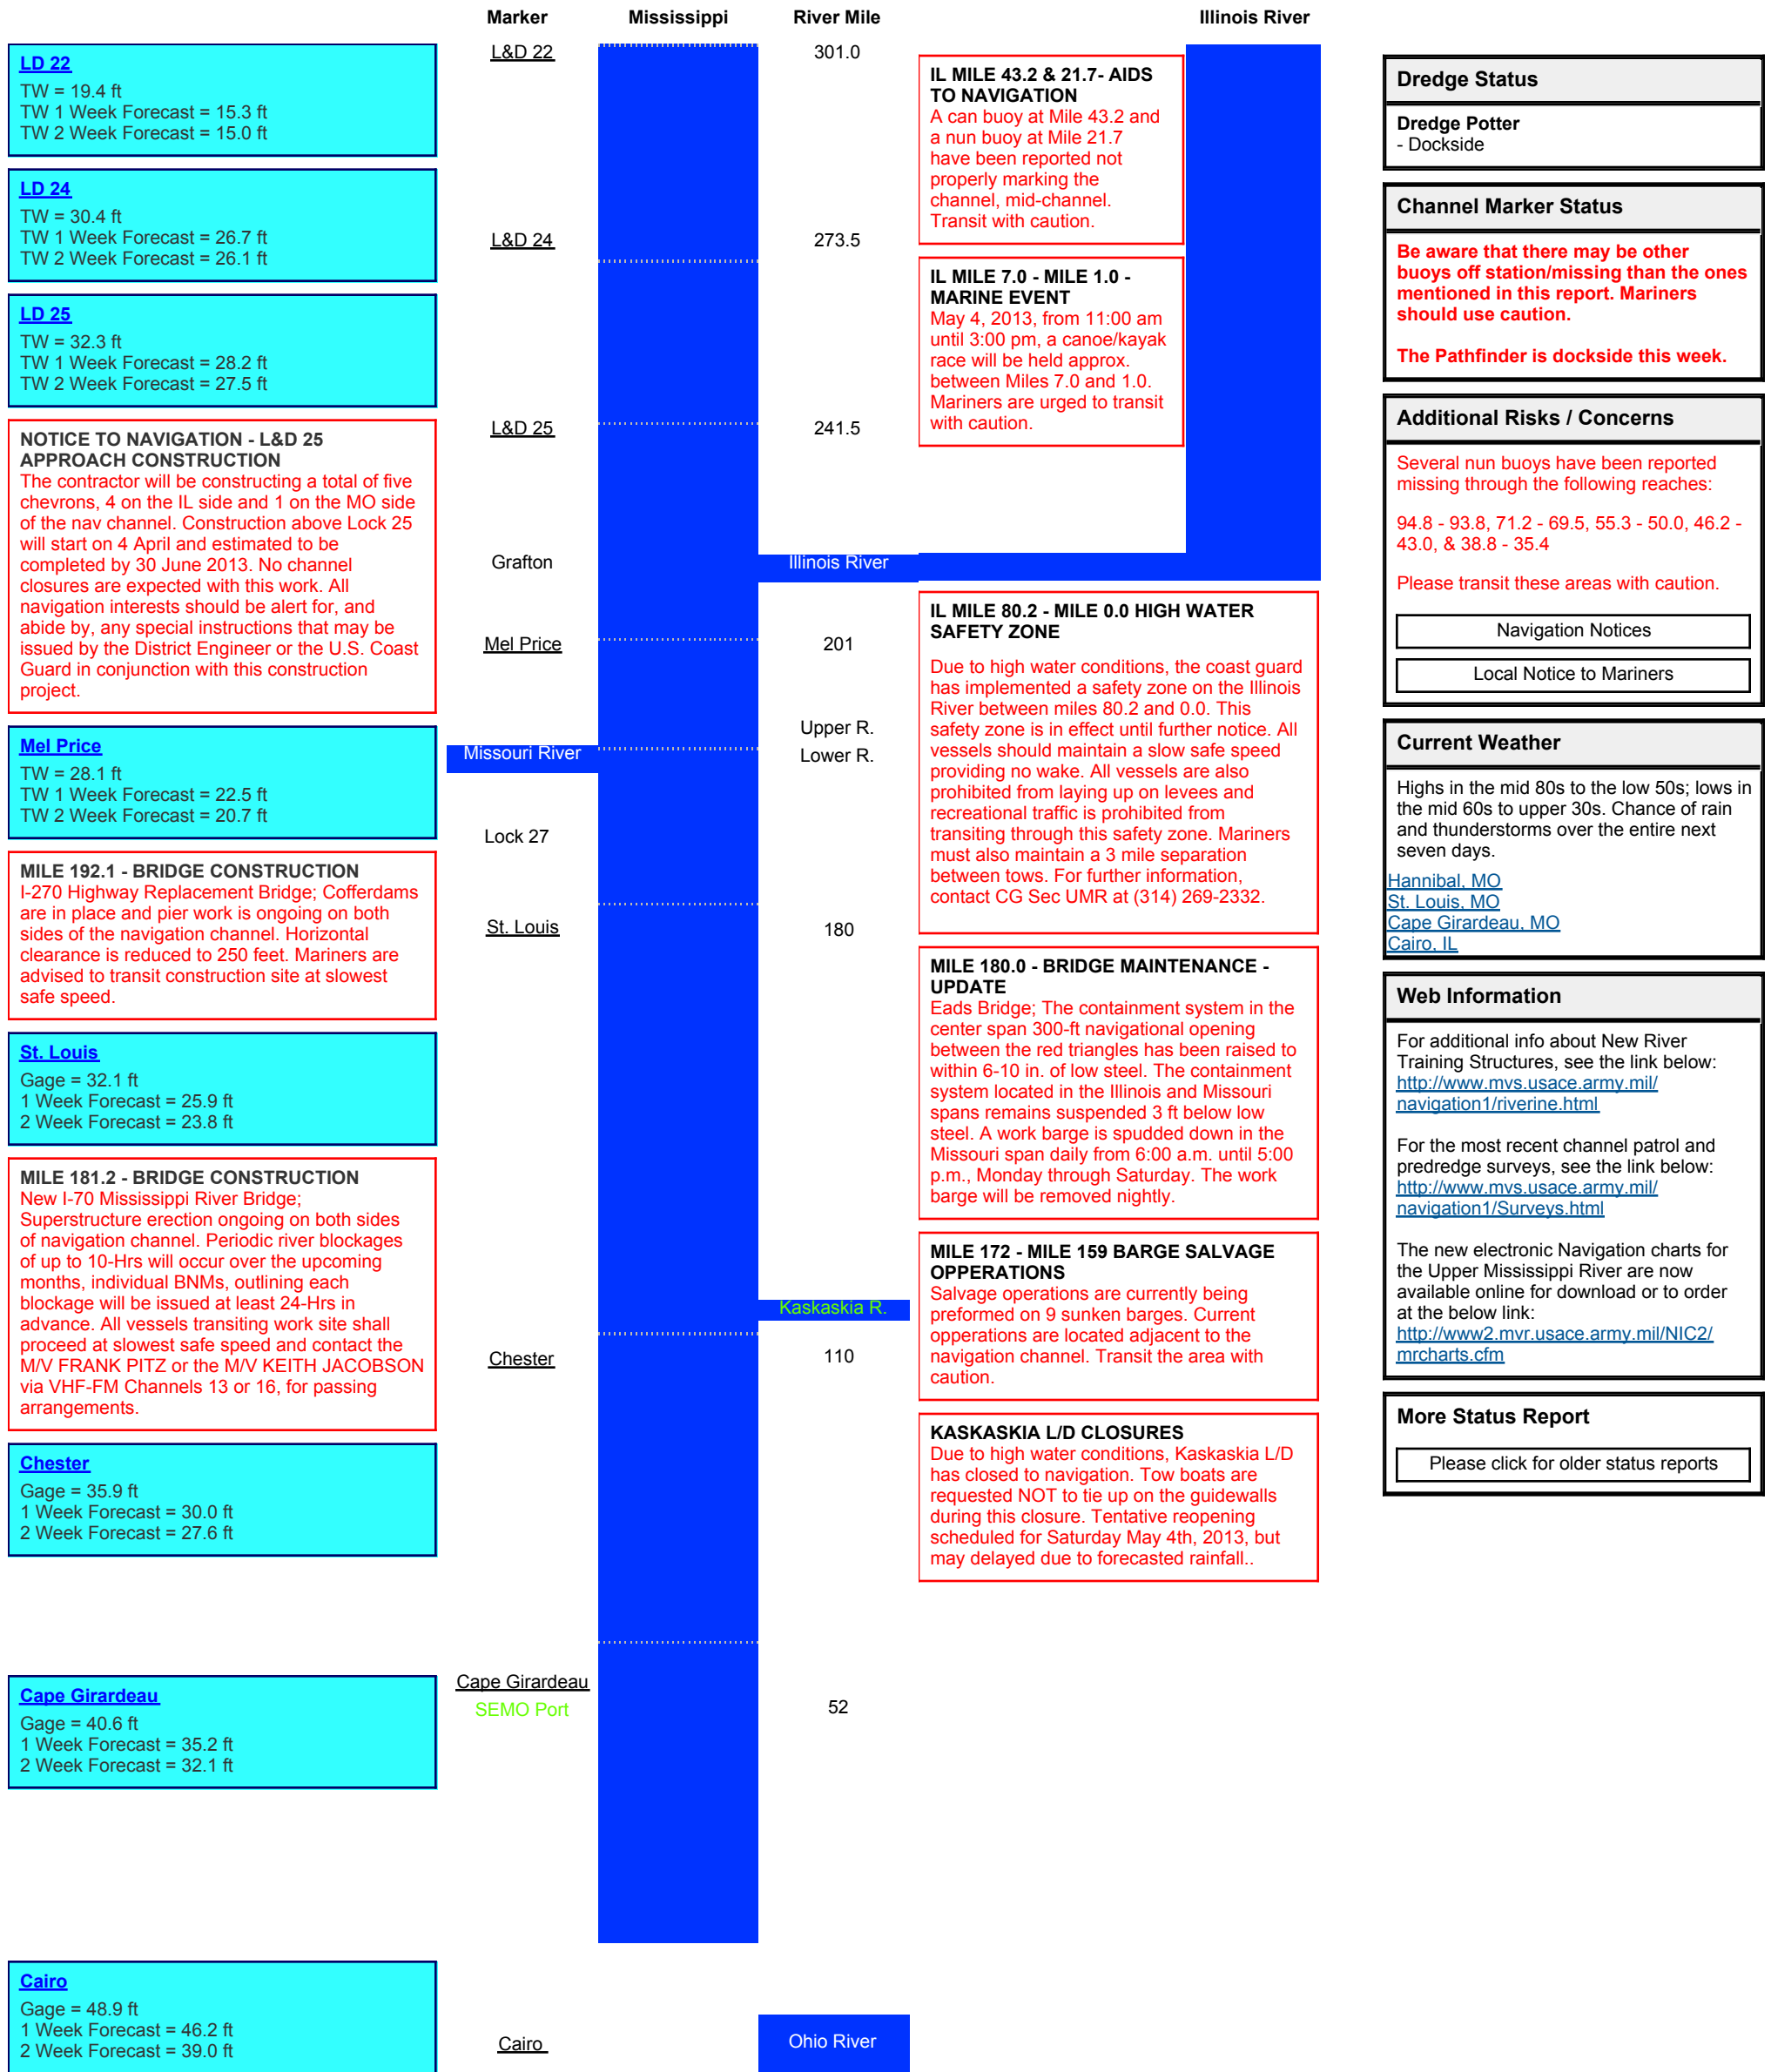 Marker Mississippi River Mile Illinois River
LD 22
TW = 19.4 ft
TW 1 Week Forecast = 15.3 ft
TW 2 Week Forecast = 15.0 ft
LD 24
TW = 30.4 ft
TW 1 Week Forecast = 26.7 ft
TW 2 Week Forecast = 26.1 ft
LD 25
TW = 32.3 ft
TW 1 Week Forecast = 28.2 ft
TW 2 Week Forecast = 27.5 ft
NOTICE TO NAVIGATION - L&D 25
APPROACH CONSTRUCTION
The contractor will be constructing a total of five
chevrons, 4 on the IL side and 1 on the MO side
of the nav channel. Construction above Lock 25
will start on 4 April and estimated to be
completed by 30 June 2013. No channel
closures are expected with this work. All
navigation interests should be alert for, and
abide by, any special instructions that may be
issued by the District Engineer or the U.S. Coast
Guard in conjunction with this construction
project.
Mel Price
TW = 28.1 ft
TW 1 Week Forecast = 22.5 ft
TW 2 Week Forecast = 20.7 ft
MILE 192.1 - BRIDGE CONSTRUCTION
I-270 Highway Replacement Bridge; Cofferdams
are in place and pier work is ongoing on both
sides of the navigation channel. Horizontal
clearance is reduced to 250 feet. Mariners are
advised to transit construction site at slowest
safe speed.
St. Louis
Gage = 32.1 ft
1 Week Forecast = 25.9 ft
2 Week Forecast = 23.8 ft
MILE 181.2 - BRIDGE CONSTRUCTION
New I-70 Mississippi River Bridge;
Superstructure erection ongoing on both sides
of navigation channel. Periodic river blockages
of up to 10-Hrs will occur over the upcoming
months, individual BNMs, outlining each
blockage will be issued at least 24-Hrs in
advance. All vessels transiting work site shall
proceed at slowest safe speed and contact the
M/V FRANK PITZ or the M/V KEITH JACOBSON
via VHF-FM Channels 13 or 16, for passing
arrangements.
Chester
Gage = 35.9 ft
1 Week Forecast = 30.0 ft
2 Week Forecast = 27.6 ft
Cape Girardeau
Gage = 40.6 ft
1 Week Forecast = 35.2 ft
2 Week Forecast = 32.1 ft
Cairo
Gage = 48.9 ft
1 Week Forecast = 46.2 ft
2 Week Forecast = 39.0 ft
L&D 22 301.0
L&D 24 273.5
L&D 25 241.5
Grafton Illinois River
Mel Price 201
Upper R.
Missouri River Lower R.
Lock 27
St. Louis 180
Kaskaskia R.
Chester 110
Cape Girardeau
SEMO Port 52
Cairo Ohio River
IL MILE 43.2 & 21.7- AIDS
TO NAVIGATION
A can buoy at Mile 43.2 and
a nun buoy at Mile 21.7
have been reported not
properly marking the
channel, mid-channel.
Transit with caution.
IL MILE 7.0 - MILE 1.0 -
MARINE EVENT
May 4, 2013, from 11:00 am
until 3:00 pm, a canoe/kayak
race will be held approx.
between Miles 7.0 and 1.0.
Mariners are urged to transit
with caution.
IL MILE 80.2 - MILE 0.0 HIGH WATER
SAFETY ZONE
Due to high water conditions, the coast guard
has implemented a safety zone on the Illinois
River between miles 80.2 and 0.0. This
safety zone is in effect until further notice. All
vessels should maintain a slow safe speed
providing no wake. All vessels are also
prohibited from laying up on levees and
recreational traffic is prohibited from
transiting through this safety zone. Mariners
must also maintain a 3 mile separation
between tows. For further information,
contact CG Sec UMR at (314) 269-2332.
MILE 180.0 - BRIDGE MAINTENANCE -
UPDATE
Eads Bridge; The containment system in the
center span 300-ft navigational opening
between the red triangles has been raised to
within 6-10 in. of low steel. The containment
system located in the Illinois and Missouri
spans remains suspended 3 ft below low
steel. A work barge is spudded down in the
Missouri span daily from 6:00 a.m. until 5:00
p.m., Monday through Saturday. The work
barge will be removed nightly.
MILE 172 - MILE 159 BARGE SALVAGE
OPPERATIONS
Salvage operations are currently being
preformed on 9 sunken barges. Current
opperations are located adjacent to the
navigation channel. Transit the area with
caution.
KASKASKIA L/D CLOSURES
Due to high water conditions, Kaskaskia L/D
has closed to navigation. Tow boats are
requested NOT to tie up on the guidewalls
during this closure. Tentative reopening
scheduled for Saturday May 4th, 2013, but
may delayed due to forecasted rainfall..
Dredge Status
Dredge Potter
- Dockside
Channel Marker Status
Be aware that there may be other
buoys off station/missing than the ones
mentioned in this report. Mariners
should use caution.
The Pathfinder is dockside this week.
Additional Risks / Concerns
Several nun buoys have been reported
missing through the following reaches:
94.8 - 93.8, 71.2 - 69.5, 55.3 - 50.0, 46.2 -
43.0, & 38.8 - 35.4
Please transit these areas with caution.
Navigation Notices
Local Notice to Mariners
Current Weather
Highs in the mid 80s to the low 50s; lows in
the mid 60s to upper 30s. Chance of rain
and thunderstorms over the entire next
seven days.
Hannibal, MO
St. Louis, MO
Cape Girardeau, MO
Cairo, IL
Web Information
For additional info about New River
Training Structures, see the link below:
http://www.mvs.usace.army.mil/
navigation1/riverine.html
For the most recent channel patrol and
predredge surveys, see the link below:
http://www.mvs.usace.army.mil/
navigation1/Surveys.html
The new electronic Navigation charts for
the Upper Mississippi River are now
available online for download or to order
at the below link:
http://www2.mvr.usace.army.mil/NIC2/
mrcharts.cfm
More Status Report
Please click for older status reports